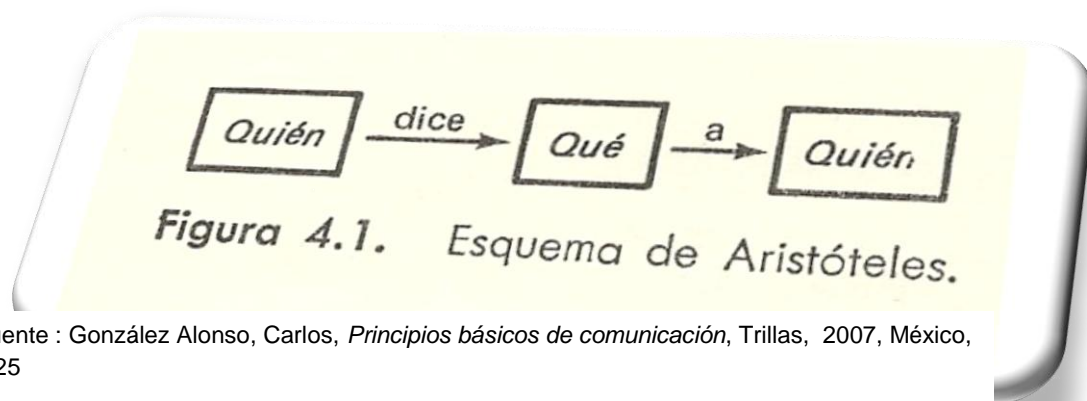 Quién dice Qué a Quién
Figura 4.1. Esquema de Aristóteles.
ente : González Alonso, Carlos, Principios básicos de comunicación, Trillas, 2007, México,
25